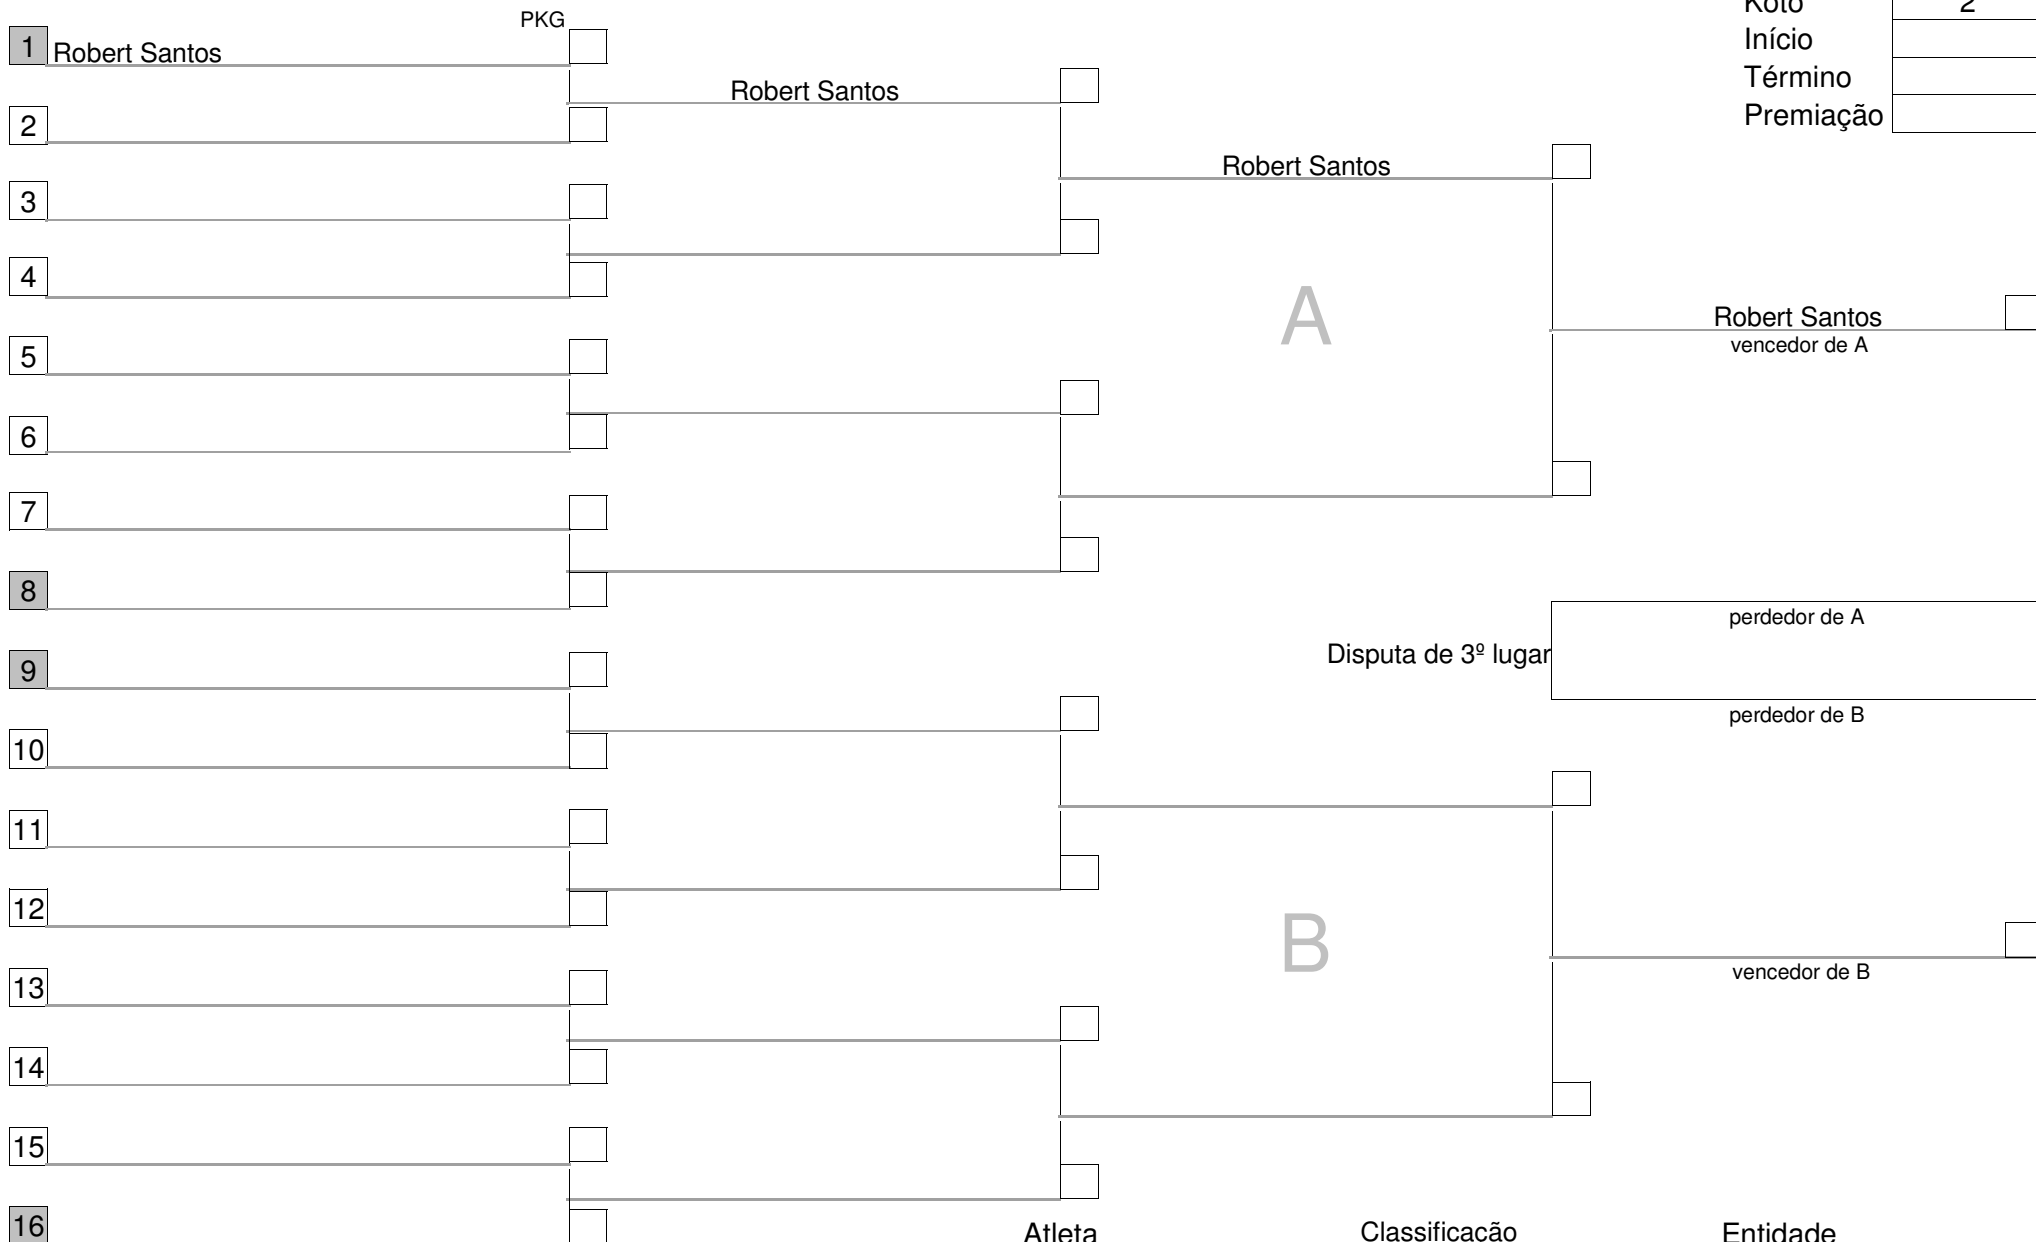 PKG
Koto 2
1 Robert Santos
Início
Robert Santos
Término
2
Premiação
Robert Santos
3
4
A
Robert Santos
5
vencedor de A
6
7
8
perdedor de A
Disputa de 3º lugar
9
perdedor de B
10
11
12
B
vencedor de B
13
14
15
16
Atleta Classificacão Entidade